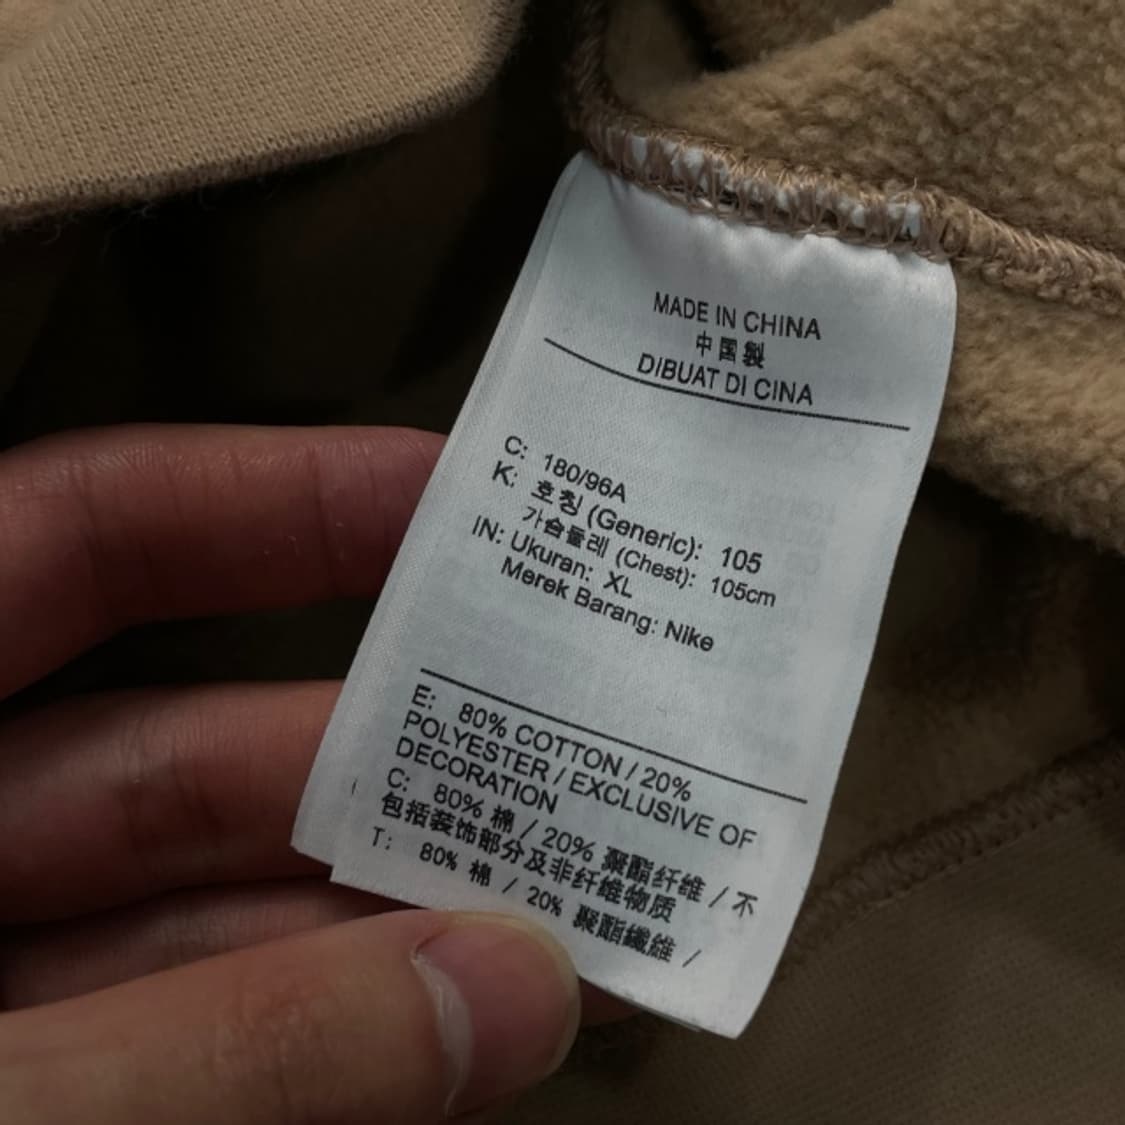 MADE IN CHINA
中国製
DIBUAT DI CINA
C: 180/96A
K: 호칭 (Generic): 105
가슴둘레 (Chest): 105cm
IN: Ukuran: XL
Merek Barang: Nike
E: 80% COTTON / 20%
POLYESTER / EXCLUSIVE OF
DECORATION
C: 80% 棉 / 20% 聚酯纤维 / 不
包括装饰部分及非纤维物质
T: 80% 棉 / 20% 聚酯纖維 /